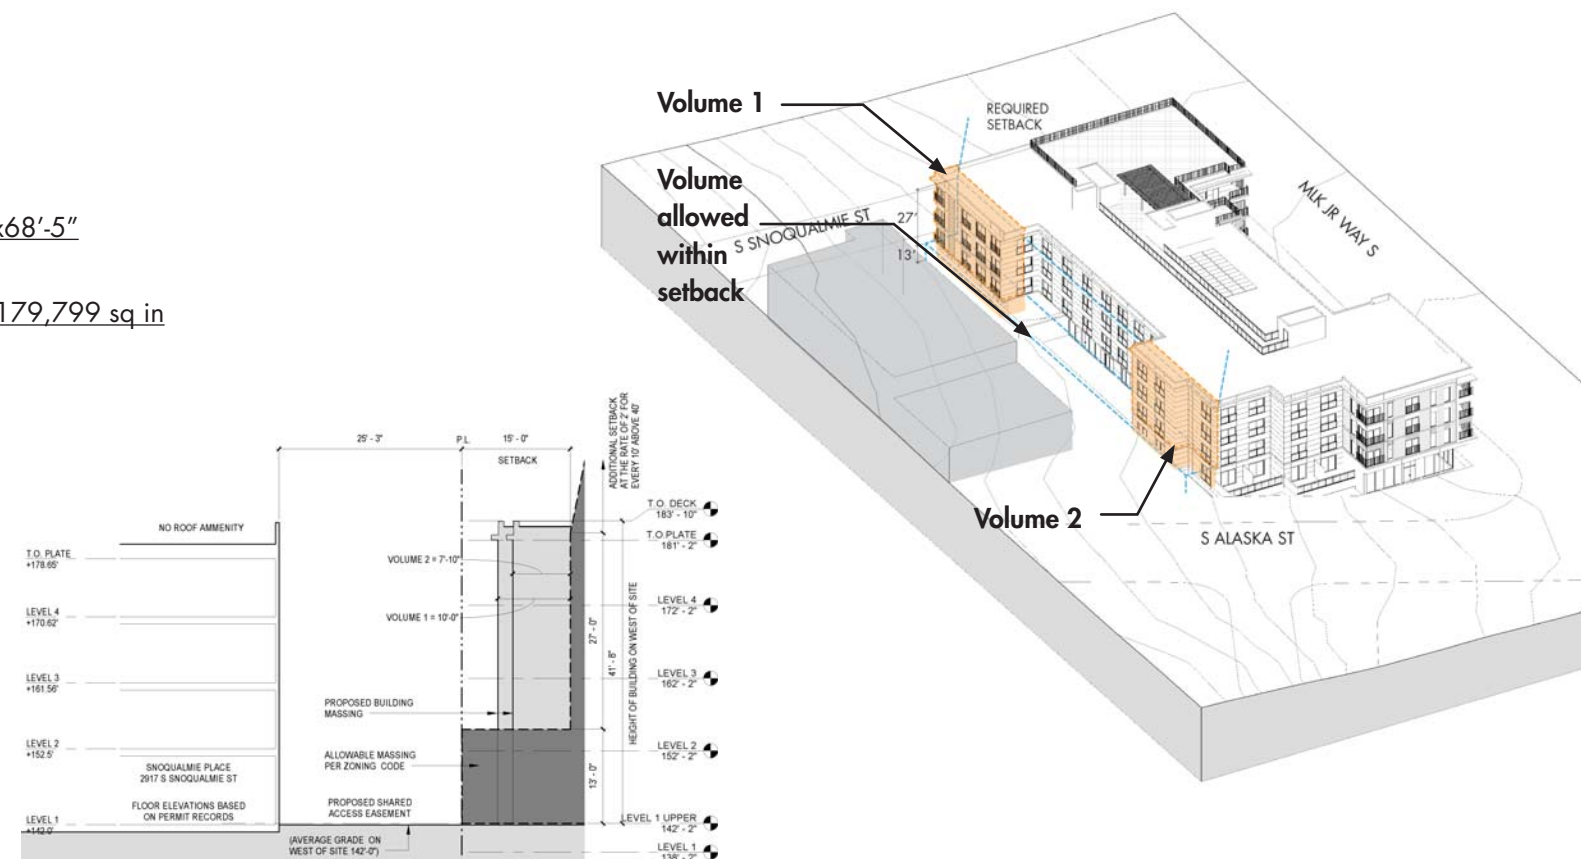 x68'-5"
179,799 sq in
Volume 1
Volume
allowed
within
setback
REQUIRED
SETBACK
S SNOQUALMIE ST
27'
13'
MLK JR WAY S
Volume 2
S ALASKA ST
25' - 3"
P.L.
15' - 0"
SETBACK
ADDITIONAL SETBACK
AT THE RATE OF 2' FOR
EVERY 10' ABOVE 40'
NO ROOF AMMENITY
T.O. PLATE
+178.65'
LEVEL 4
+170.62'
LEVEL 3
+161.56'
LEVEL 2
+152.5'
LEVEL 1
+142.0'
SNOQUALMIE PLACE
2917 S SNOQUALMIE ST
FLOOR ELEVATIONS BASED
ON PERMIT RECORDS
VOLUME 2 = 7'-10"
VOLUME 1 = 10'-0"
PROPOSED BUILDING
MASSING
ALLOWABLE MASSING
PER ZONING CODE
PROPOSED SHARED
ACCESS EASEMENT
(AVERAGE GRADE ON
WEST OF SITE 142'-0")
27' - 0"
13' - 0"
41' - 8"
HEIGHT OF BUILDING ON WEST OF SITE
T.O. DECK
183' - 10"
T.O.PLATE
181' - 2"
LEVEL 4
172' - 2"
LEVEL 3
162' - 2"
LEVEL 2
152' - 2"
LEVEL 1 UPPER
142' - 2"
LEVEL 1
138' - 2"